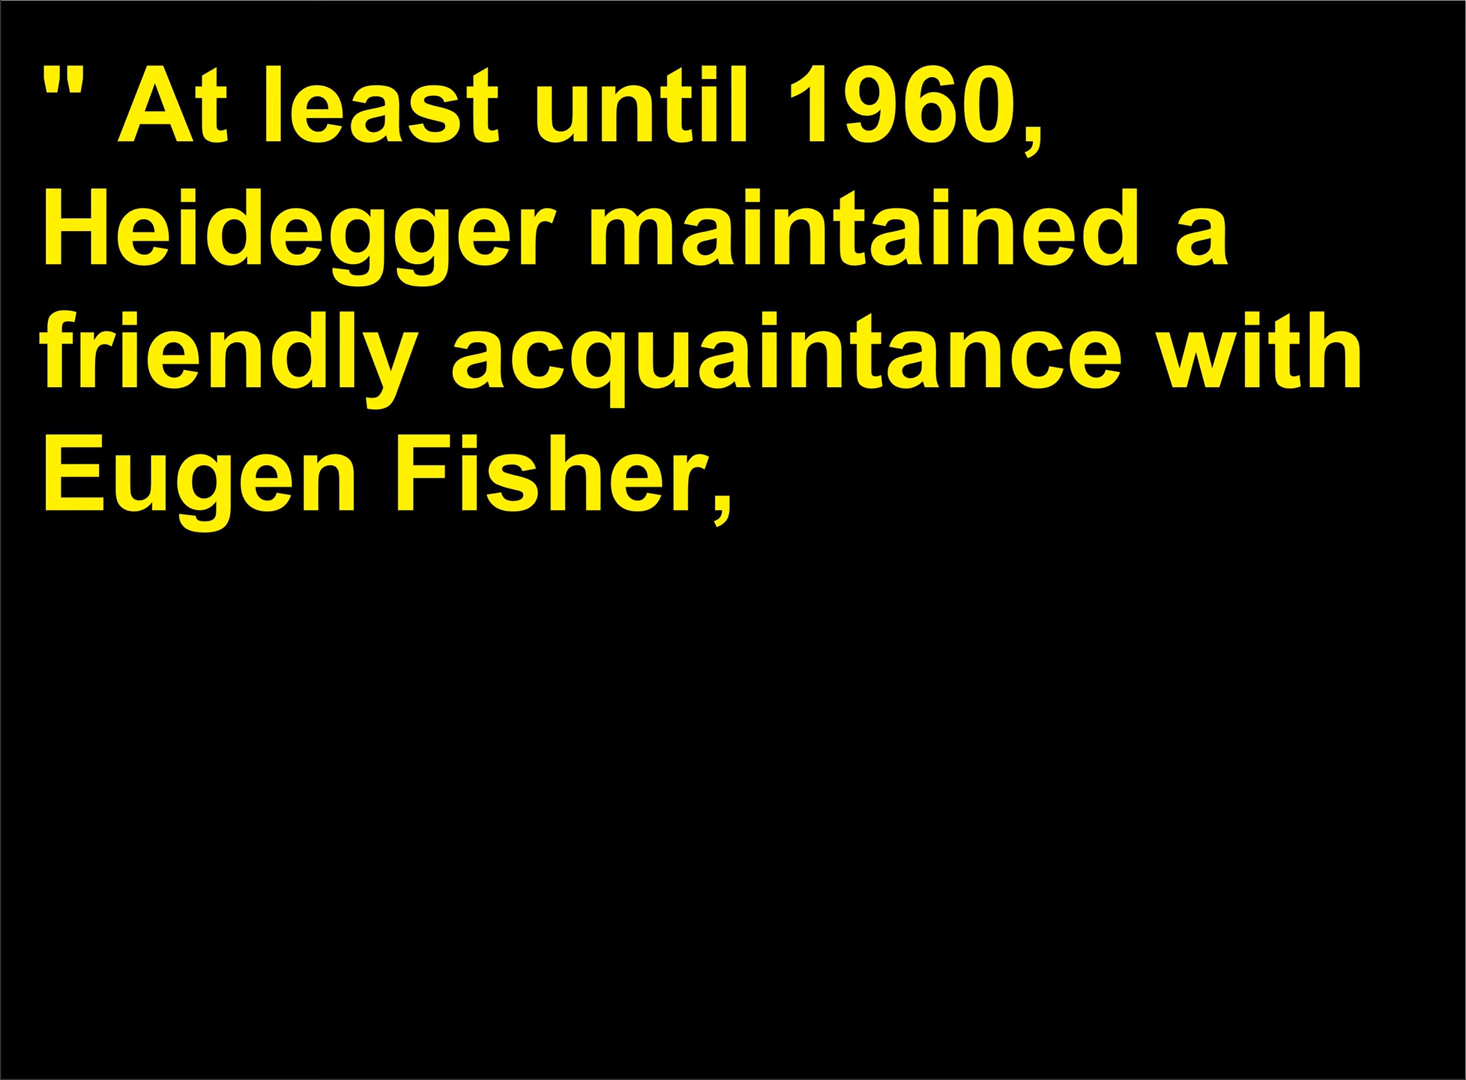 " At least until 1960,
Heidegger maintained a
friendly acquaintance with
Eugen Fisher,